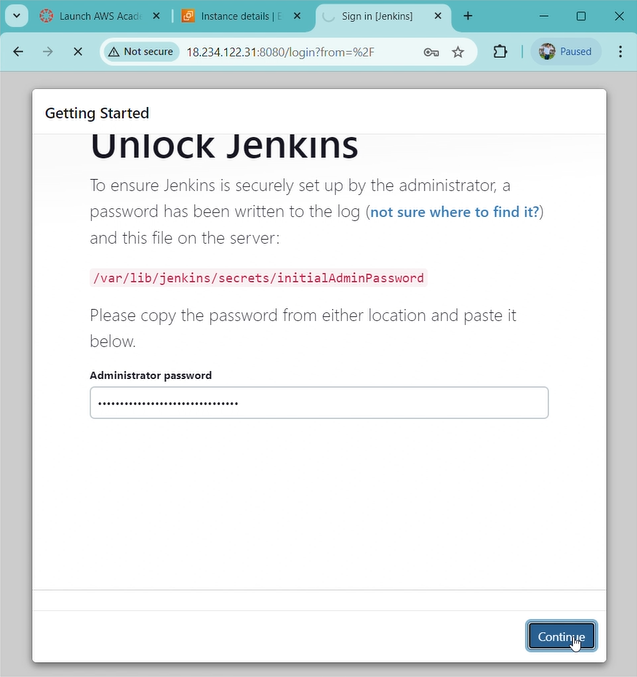 Launch AWS Acad
Instance details | E
Sign in [Jenkins]
Not secure
18.234.122.31:8080/login?from=%2F
Paused
Getting Started
Unlock Jenkins
To ensure Jenkins is securely set up by the administrator, a
password has been written to the log (not sure where to find it?)
and this file on the server:
/var/lib/jenkins/secrets/initialAdminPassword
Please copy the password from either location and paste it
below.
Administrator password
Continue